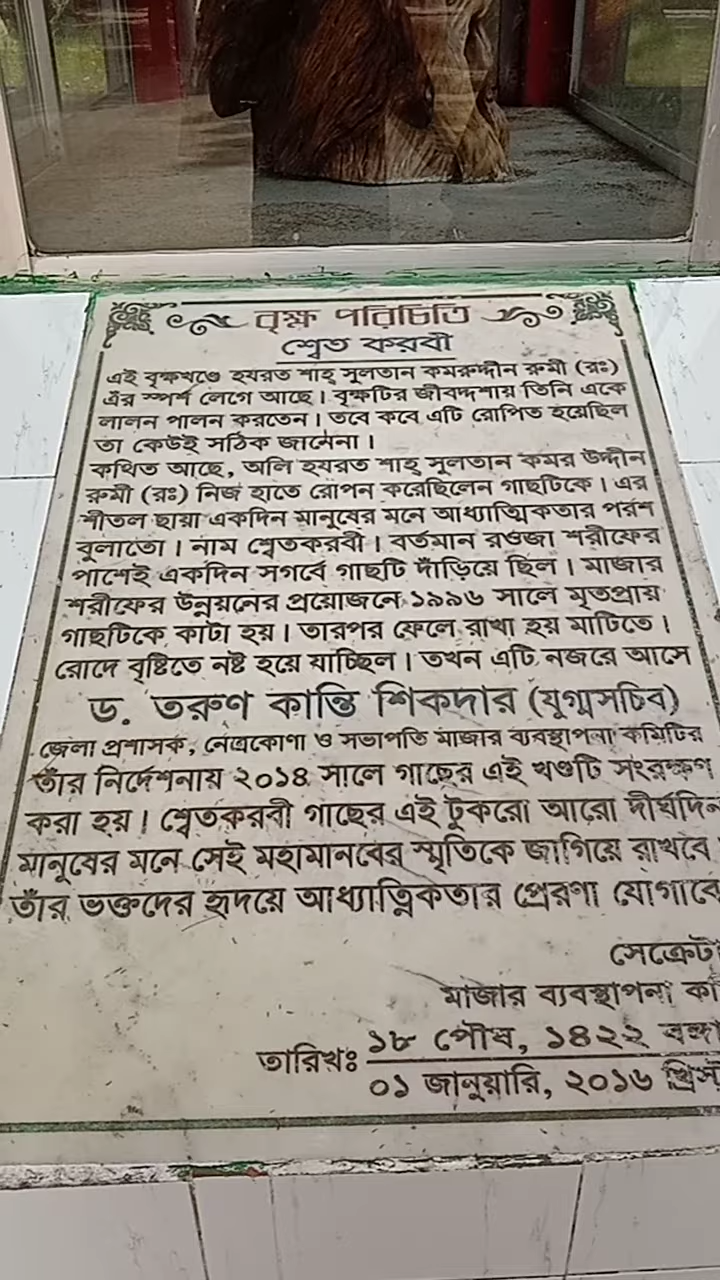 বৃক্ষ পরিচিতি
শ্বেত করবী
এই বৃক্ষখণ্ডে হযরত শাহ্ সুলতান কমরুদ্দীন রুমী (রঃ)
এঁর স্পর্শ লেগে আছে। বৃক্ষটির জীবদ্দশায় তিনি একে
লালন পালন করতেন। তবে কবে এটি রোপিত হয়েছিল
তা কেউই সঠিক জানেনা।
কথিত আছে, অলি হযরত শাহ্ সুলতান কমর উদ্দীন
রুমী (রঃ) নিজ হাতে রোপন করেছিলেন গাছটিকে। এর
শীতল ছায়া একদিন মানুষের মনে আধ্যাত্মিকতার পরশ
বুলাতো। নাম শ্বেতকরবী। বর্তমান রওজা শরীফের
পাশেই একদিন সগর্বে গাছটি দাঁড়িয়ে ছিল। মাজার
শরীফের উন্নয়নের প্রয়োজনে ১৯৯৬ সালে মৃতপ্রায়
গাছটিকে কাটা হয়। তারপর ফেলে রাখা হয় মাটিতে।
রোদে বৃষ্টিতে নষ্ট হয়ে যাচ্ছিল। তখন এটি নজরে আসে
ড. তরুণ কান্তি শিকদার (যুগ্মসচিব)
জেলা প্রশাসক, নেত্রকোণা ও সভাপতি মাজার ব্যবস্থাপনা কমিটির
তাঁর নির্দেশনায় ২০১৪ সালে গাছের এই খণ্ডটি সংরক্ষণ
করা হয়। শ্বেতকরবী গাছের এই টুকরো আরো দীর্ঘদিন
মানুষের মনে সেই মহামানবের স্মৃতিকে জাগিয়ে রাখবে
তাঁর ভক্তদের হৃদয়ে আধ্যাত্নিকতার প্রেরণা যোগাবে
সেক্রেট
মাজার ব্যবস্থাপনা ক
তারিখঃ ১৮ পৌষ, ১৪২২ বঙ্গ
০১ জানুয়ারি, ২০১৬ খ্রিস